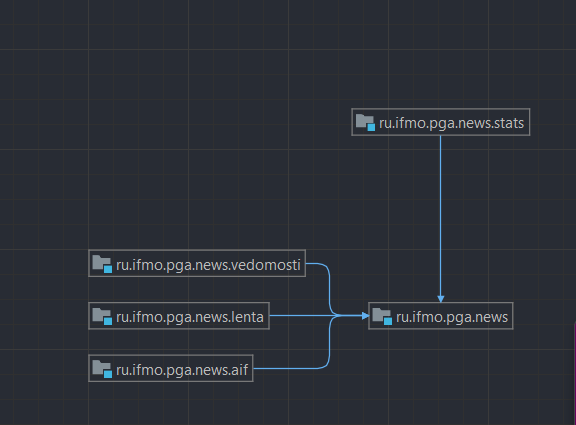 ru.ifmo.pga.news.stats
ru.ifmo.pga.news.vedomosti
ru.ifmo.pga.news.lenta
ru.ifmo.pga.news
ru.ifmo.pga.news.aif